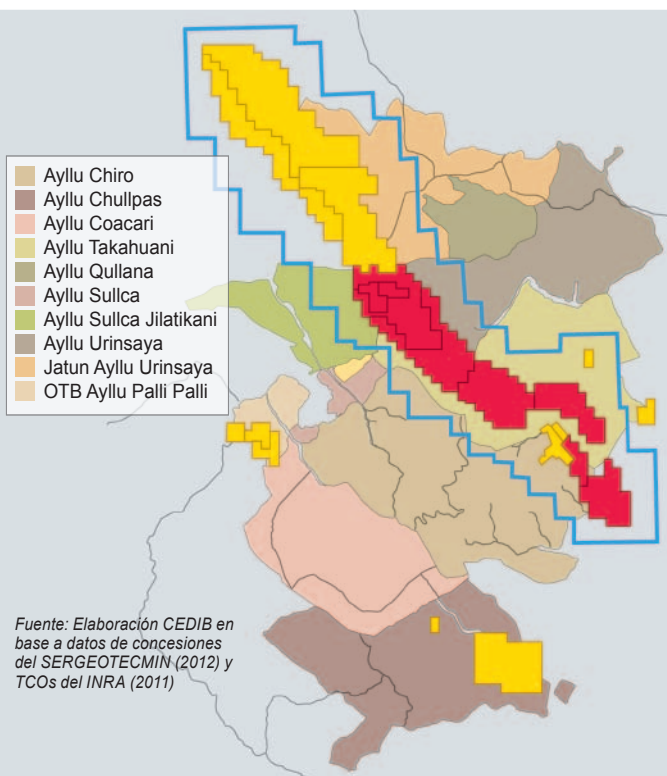 Ayllu Chiro
Ayllu Chullpas
Ayllu Coacari
Ayllu Takahuani
Ayllu Qullana
Ayllu Sullca
Ayllu Sullca Jilatikani
Ayllu Urinsaya
Jatun Ayllu Urinsaya
OTB Ayllu Palli Palli
Fuente: Elaboración CEDIB en
base a datos de concesiones
del SERGEOTECMIN (2012) y
TCOs del INRA (2011)